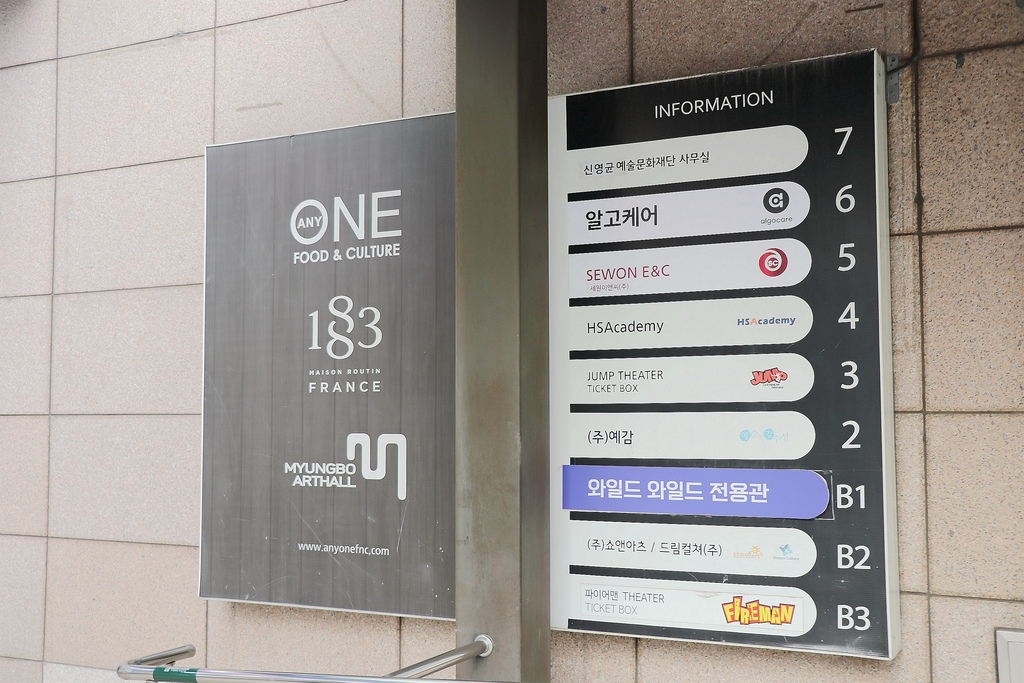 ANY
ONE
FOOD & CULTURE
1883
MAISON ROUTIN
FRANCE
MYUNGBO
ARTHALL
www.anyonefnc.com
INFORMATION
신영균 예술문화재단 사무실 7
알고케어 algocare 6
SEWON E&C SC 5
세원이앤씨(주)
HSAcademy HSAcademy 4
JUMP THEATER JUMP 3
TICKET BOX
(주)예감 2
와일드 와일드 전용관 B1
(주)쇼앤아츠 / 드림컬쳐(주) B2
파이어맨 THEATER FIREMAN B3
TICKET BOX